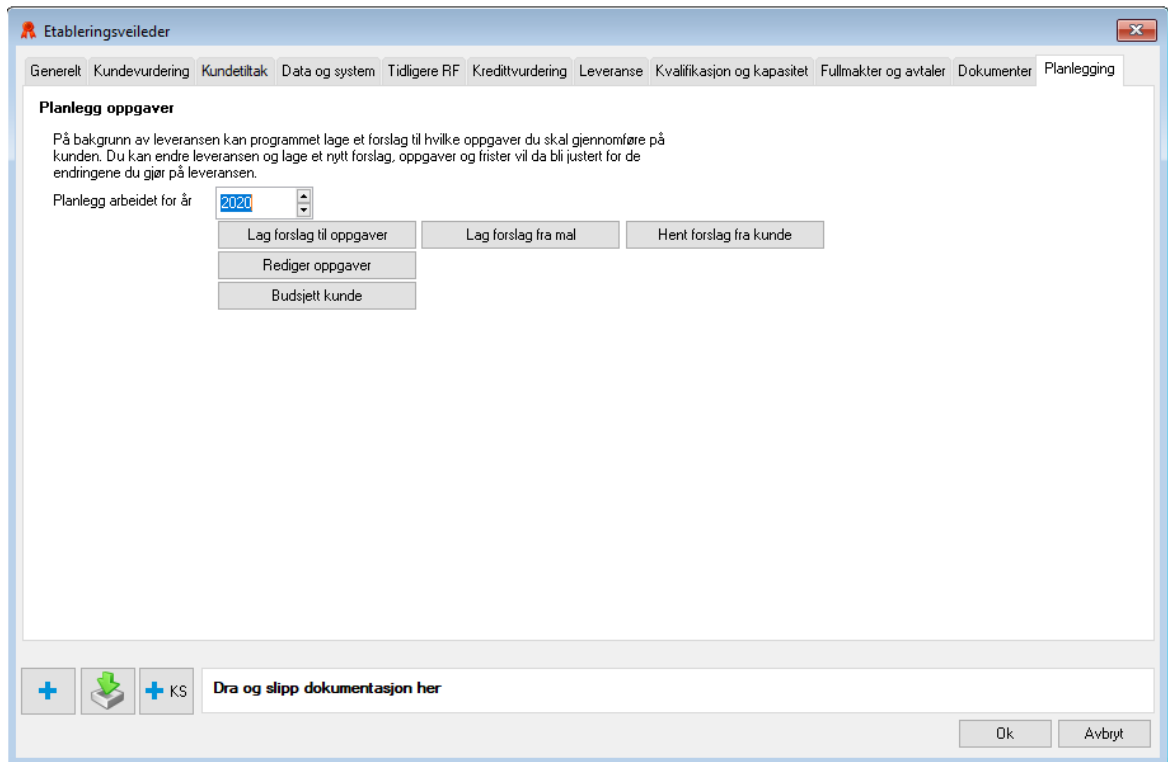 Etableringsveileder
Generelt Kundevurdering Kundetiltak Data og system Tidligere RF Kredittvurdering Leveranse Kvalifikasjon og kapasitet Fullmakter og avtaler Dokumenter Planlegging
Planlegg oppgaver
På bakgrunn av leveransen kan programmet lage et forslag til hvilke oppgaver du skal gjennomføre på
kunden. Du kan endre leveransen og lage et nytt forslag, oppgaver og frister vil da bli justert for de
endringene du gjør på leveransen.
Planlegg arbeidet for år 2020
Lag forslag til oppgaver Lag forslag fra mal Hent forslag fra kunde
Rediger oppgaver
Budsjett kunde
KS Dra og slipp dokumentasjon her
Ok Avbryt